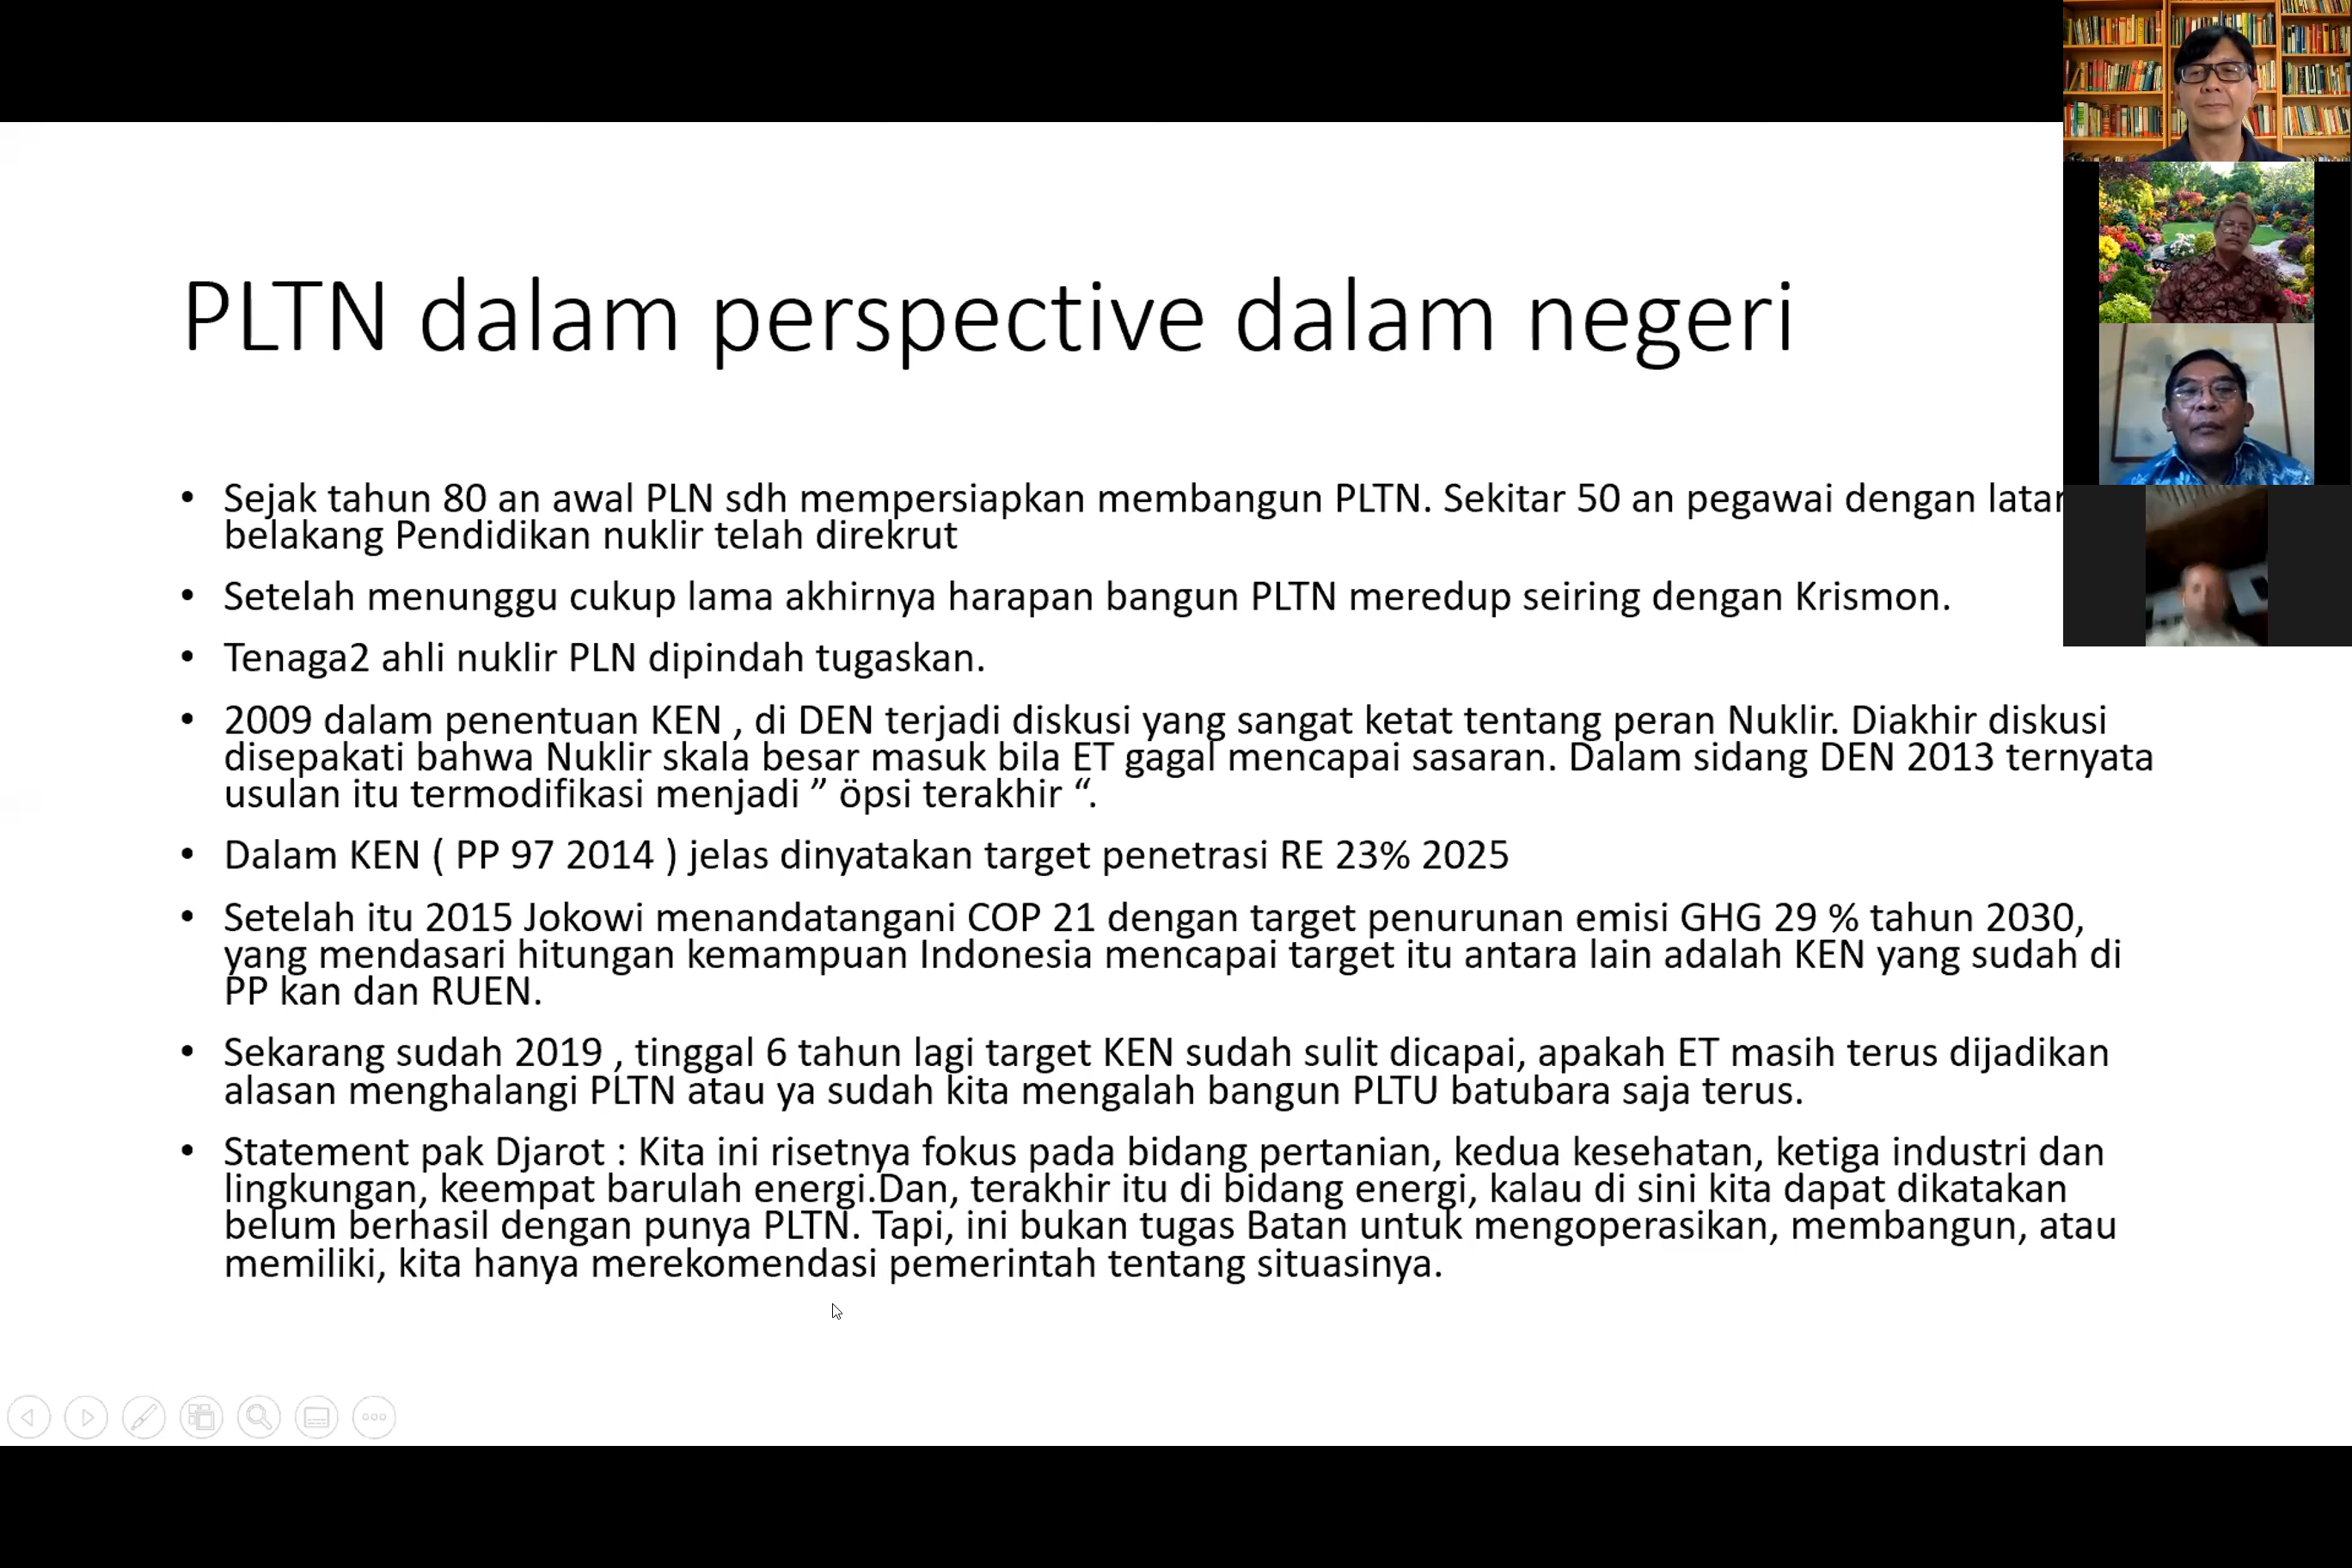 PLTN dalam perspective dalam negeri
• Sejak tahun 80 an awal PLN sdh mempersiapkan membangun PLTN. Sekitar 50 an pegawai dengan latar
belakang Pendidikan nuklir telah direkrut
• Setelah menunggu cukup lama akhirnya harapan bangun PLTN meredup seiring dengan Krismon.
• Tenaga2 ahli nuklir PLN dipindah tugaskan.
• 2009 dalam penentuan KEN , di DEN terjadi diskusi yang sangat ketat tentang peran Nuklir. Diakhir diskusi
disepakati bahwa Nuklir skala besar masuk bila ET gagal mencapai sasaran. Dalam sidang DEN 2013 ternyata
usulan itu termodifikasi menjadi ” öpsi terakhir “.
• Dalam KEN ( PP 97 2014 ) jelas dinyatakan target penetrasi RE 23% 2025
• Setelah itu 2015 Jokowi menandatangani COP 21 dengan target penurunan emisi GHG 29 % tahun 2030,
yang mendasari hitungan kemampuan Indonesia mencapai target itu antara lain adalah KEN yang sudah di
PP kan dan RUEN.
• Sekarang sudah 2019 , tinggal 6 tahun lagi target KEN sudah sulit dicapai, apakah ET masih terus dijadikan
alasan menghalangi PLTN atau ya sudah kita mengalah bangun PLTU batubara saja terus.
• Statement pak Djarot : Kita ini risetnya fokus pada bidang pertanian, kedua kesehatan, ketiga industri dan
lingkungan, keempat barulah energi.Dan, terakhir itu di bidang energi, kalau di sini kita dapat dikatakan
belum berhasil dengan punya PLTN. Tapi, ini bukan tugas Batan untuk mengoperasikan, membangun, atau
memiliki, kita hanya merekomendasi pemerintah tentang situasinya.